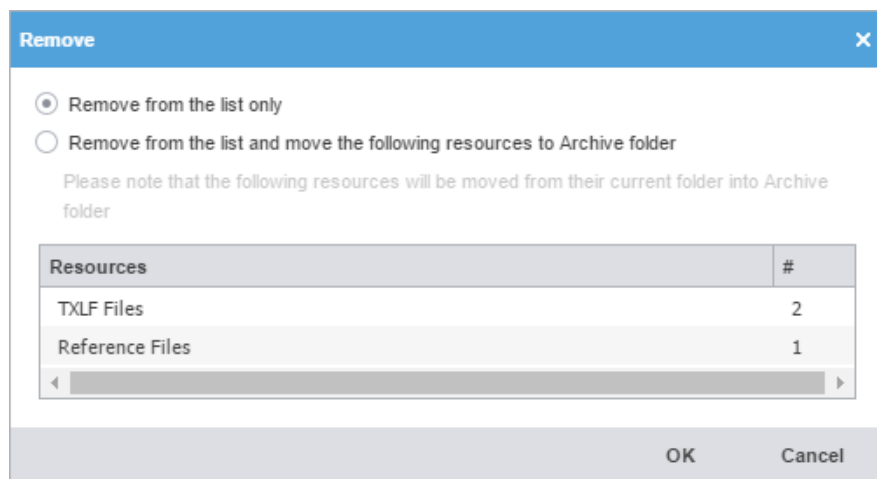 Remove
Remove from the list only
Remove from the list and move the following resources to Archive folder
Please note that the following resources will be moved from their current folder into Archive
folder
Resources #
TXLF Files 2
Reference Files 1
OK Cancel